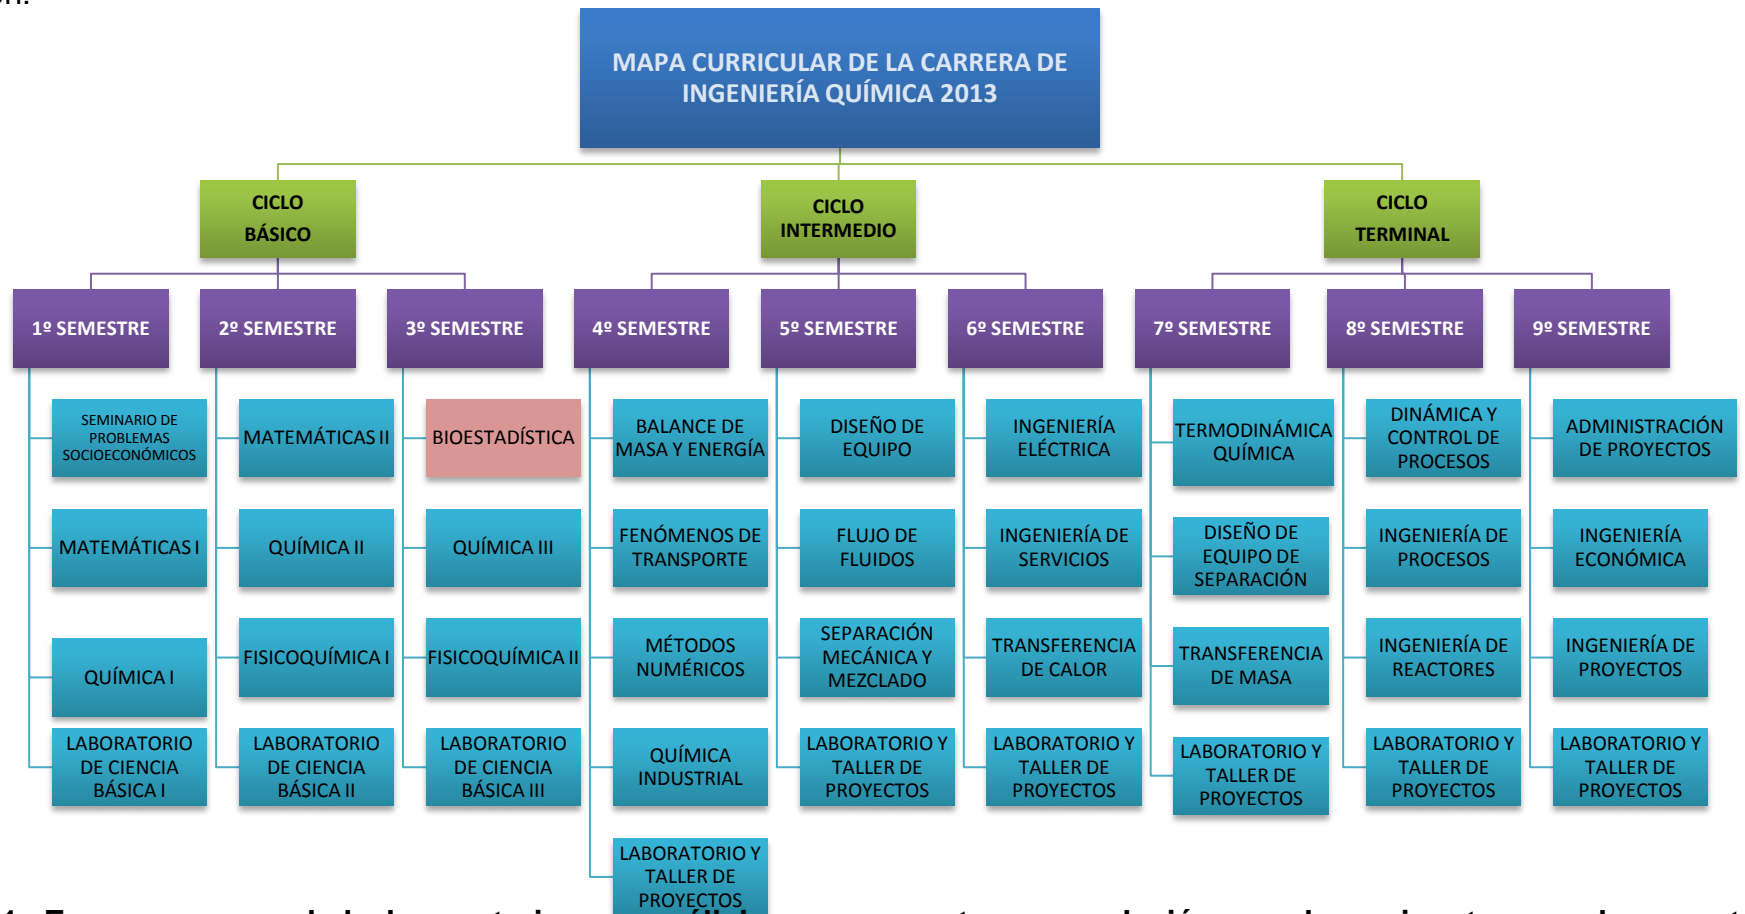 MAPA CURRICULAR DE LA CARRERA DE
INGENIERÍA QUÍMICA 2013
CICLO
BÁSICO
CICLO
INTERMEDIO
CICLO
TERMINAL
1º SEMESTRE
2º SEMESTRE
3º SEMESTRE
4º SEMESTRE
5º SEMESTRE
6º SEMESTRE
7º SEMESTRE
8º SEMESTRE
9º SEMESTRE
SEMINARIO DE
PROBLEMAS
SOCIOECONÓMICOS
MATEMÁTICAS I
QUÍMICA I
LABORATORIO
DE CIENCIA
BÁSICA I
MATEMÁTICAS II
QUÍMICA II
FISICOQUÍMICA I
LABORATORIO
DE CIENCIA
BÁSICA II
BIOESTADÍSTICA
QUÍMICA III
FISICOQUÍMICA II
LABORATORIO
DE CIENCIA
BÁSICA III
BALANCE DE
MASA Y ENERGÍA
FENÓMENOS DE
TRANSPORTE
MÉTODOS
NUMÉRICOS
QUÍMICA
INDUSTRIAL
LABORATORIO Y
TALLER DE
PROYECTOS
DISEÑO DE
EQUIPO
FLUJO DE
FLUIDOS
SEPARACIÓN
MECÁNICA Y
MEZCLADO
LABORATORIO Y
TALLER DE
PROYECTOS
INGENIERÍA
ELÉCTRICA
INGENIERÍA DE
SERVICIOS
TRANSFERENCIA
DE CALOR
LABORATORIO Y
TALLER DE
PROYECTOS
TERMODINÁMICA
QUÍMICA
DISEÑO DE
EQUIPO DE
SEPARACIÓN
TRANSFERENCIA
DE MASA
LABORATORIO Y
TALLER DE
PROYECTOS
DINÁMICA Y
CONTROL DE
PROCESOS
INGENIERÍA DE
PROCESOS
INGENIERÍA DE
REACTORES
LABORATORIO Y
TALLER DE
PROYECTOS
ADMINISTRACIÓN
DE PROYECTOS
INGENIERÍA
ECONÓMICA
INGENIERÍA DE
PROYECTOS
LABORATORIO Y
TALLER DE
PROYECTOS